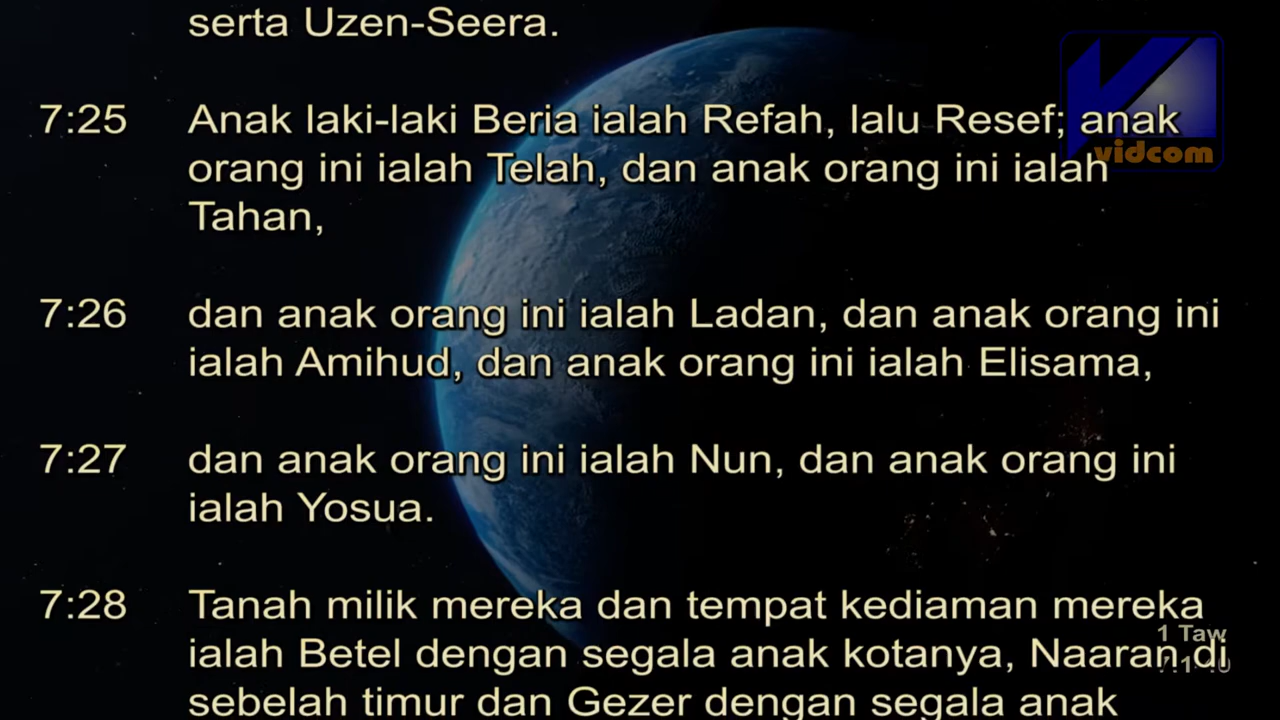 serta Uzen-Seera.
7:25 Anak laki-laki Beria ialah Refah, lalu Resef; anak
orang ini ialah Telah, dan anak orang ini ialah
Tahan,
vidcom
7:26 dan anak orang ini ialah Ladan, dan anak orang ini
ialah Amihud, dan anak orang ini ialah Elisama,
7:27 dan anak orang ini ialah Nun, dan anak orang ini
ialah Yosua.
7:28 Tanah milik mereka dan tempat kediaman mereka
ialah Betel dengan segala anak kotanya, Naaran di
sebelah timur dan Gezer dengan segala anak
1 Taw